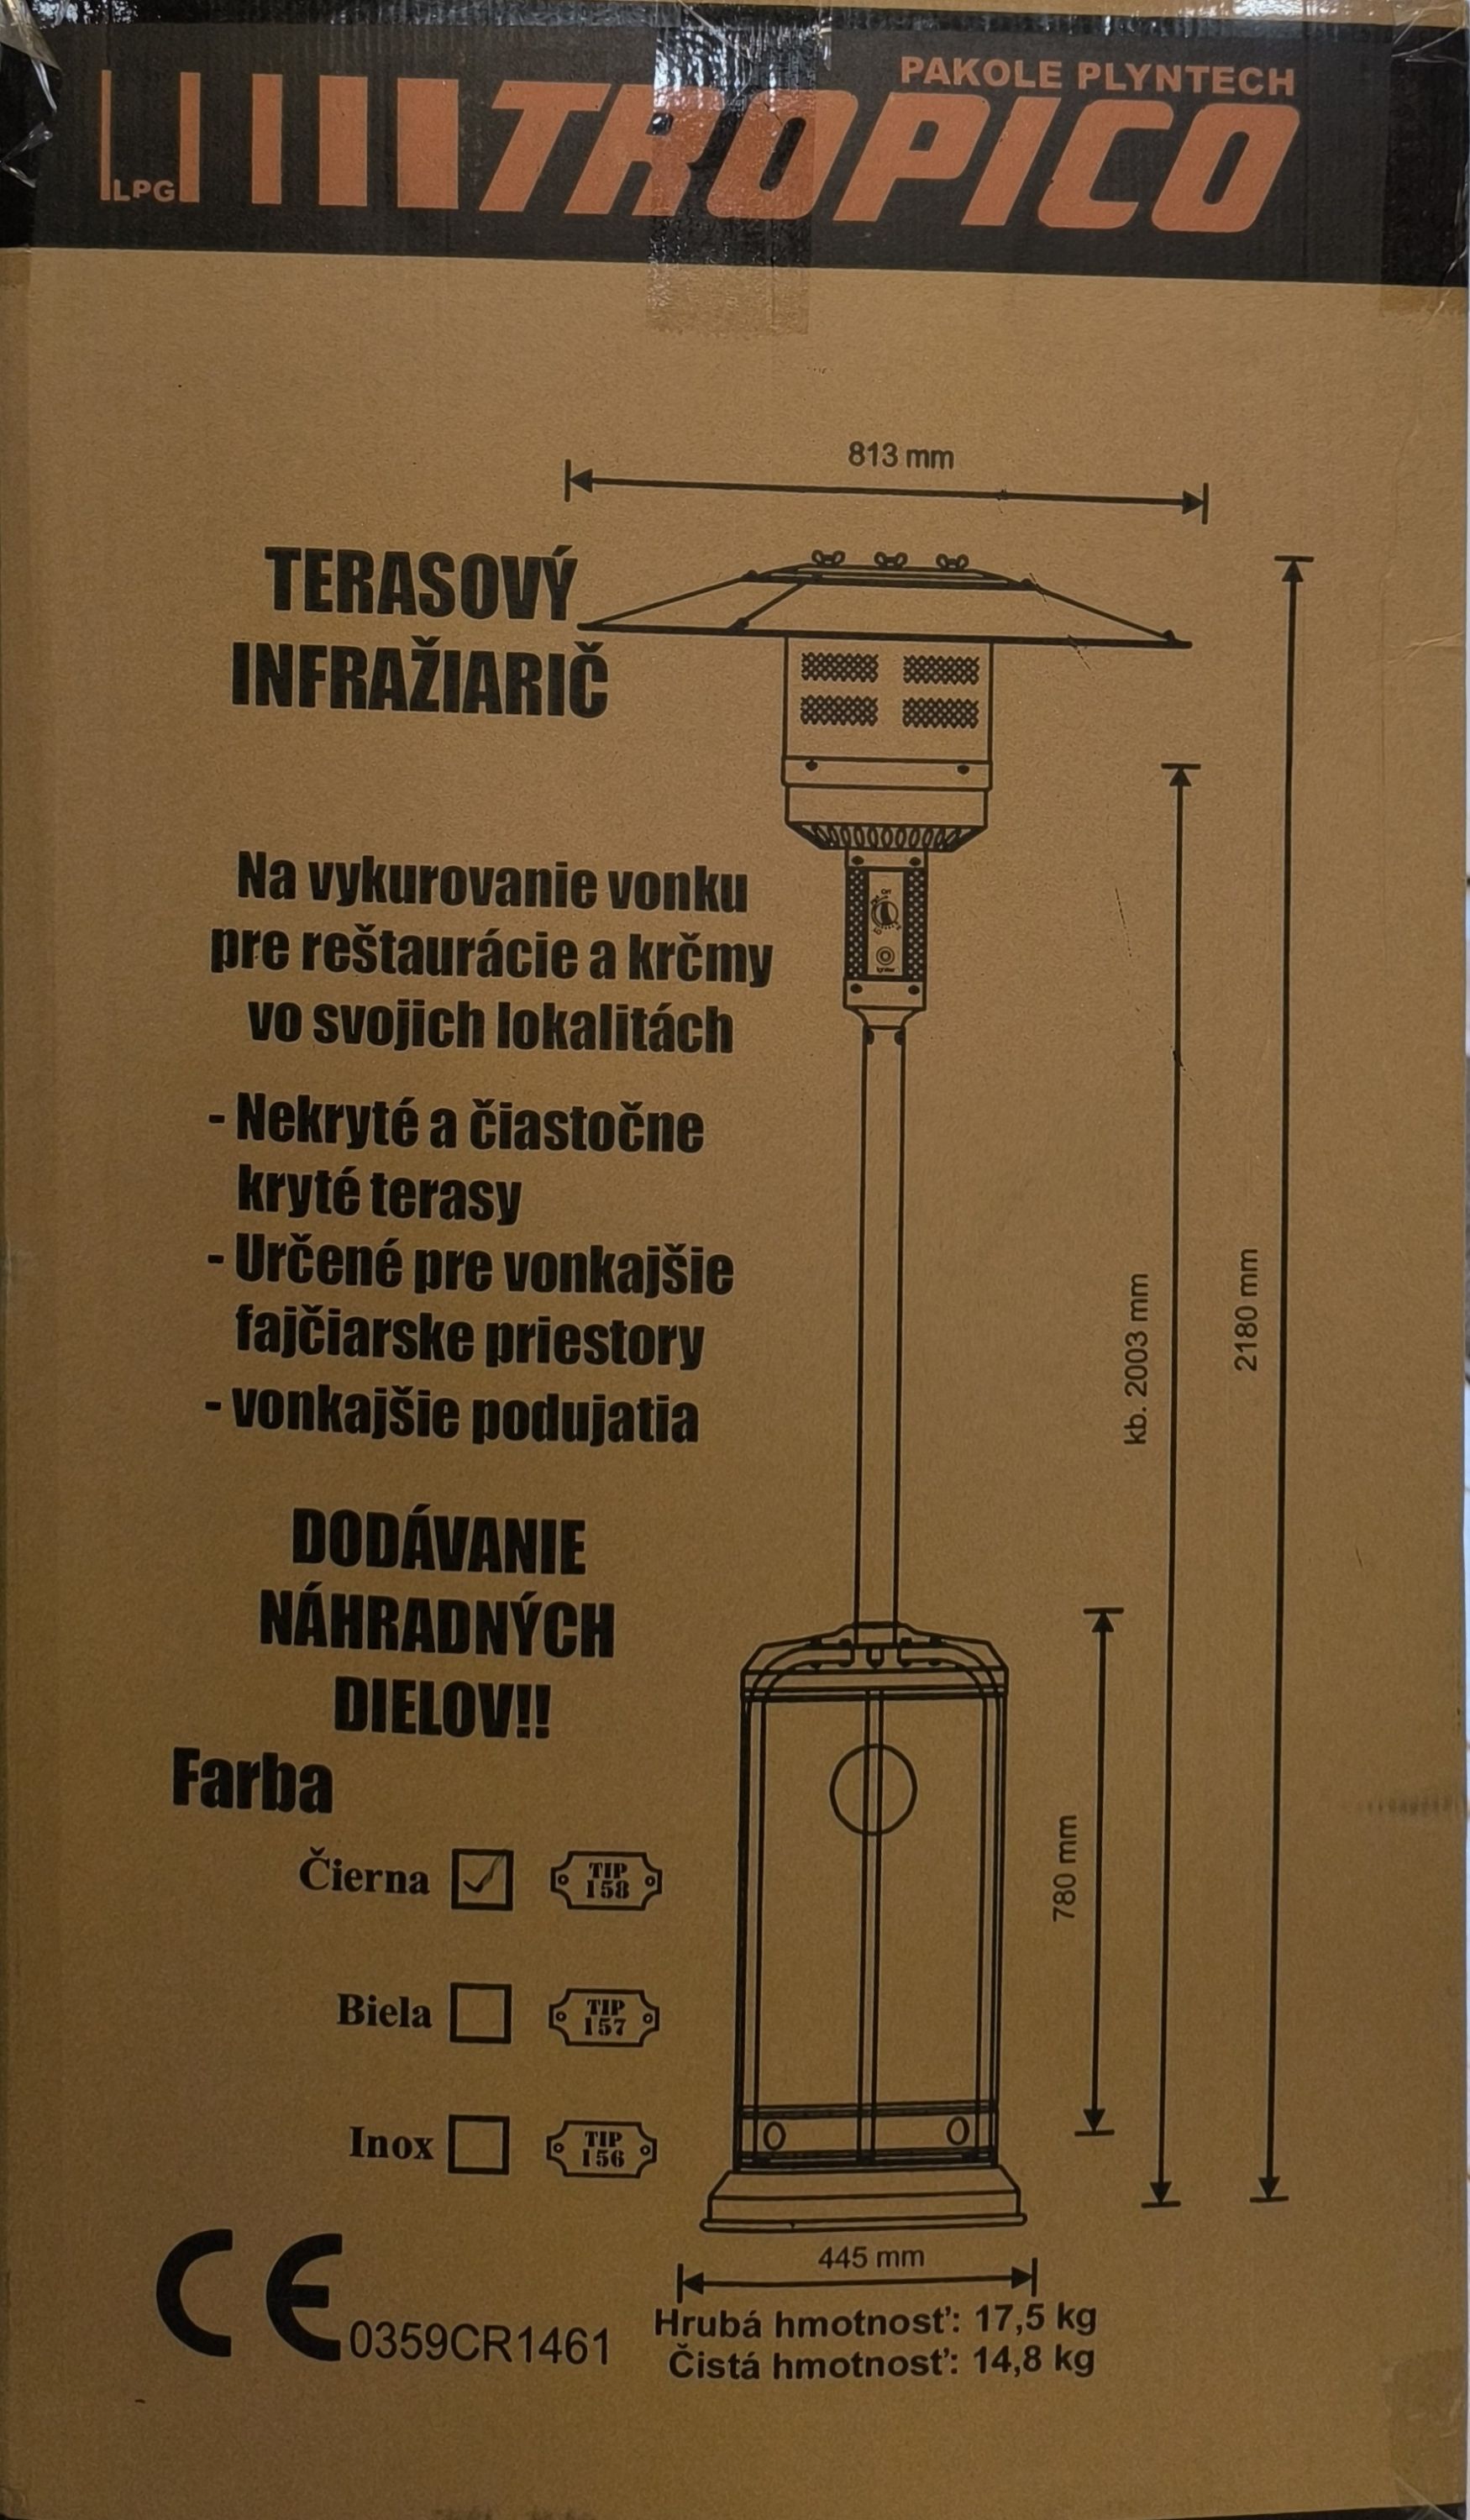 PAKOLE PLYNTECH
LPG
TROPICO
813 mm
TERASOVÝ
INFRAŽIARIČ
Na vykurovanie vonku
pre reštaurácie a krčmy
vo svojich lokalitách
- Nekryté a čiastočne
kryté terasy
- Určené pre vonkajšie
fajčiarske priestory
- vonkajšie podujatia
kb. 2003 mm
2180 mm
DODÁVANIE
NÁHRADNÝCH
DIELOV!!
Farba
Čierna
TIP
158
780 mm
Biela
TIP
157
Inox
TIP
156
445 mm
CE 0359CR1461
Hrubá hmotnosť: 17,5 kg
Čistá hmotnosť: 14,8 kg